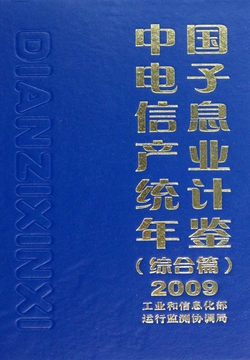 DIANZIXINXI
中国
电子
信息
产业
统计
年鉴
（综合篇）
2009
工业和信息化部
运行监测协调局